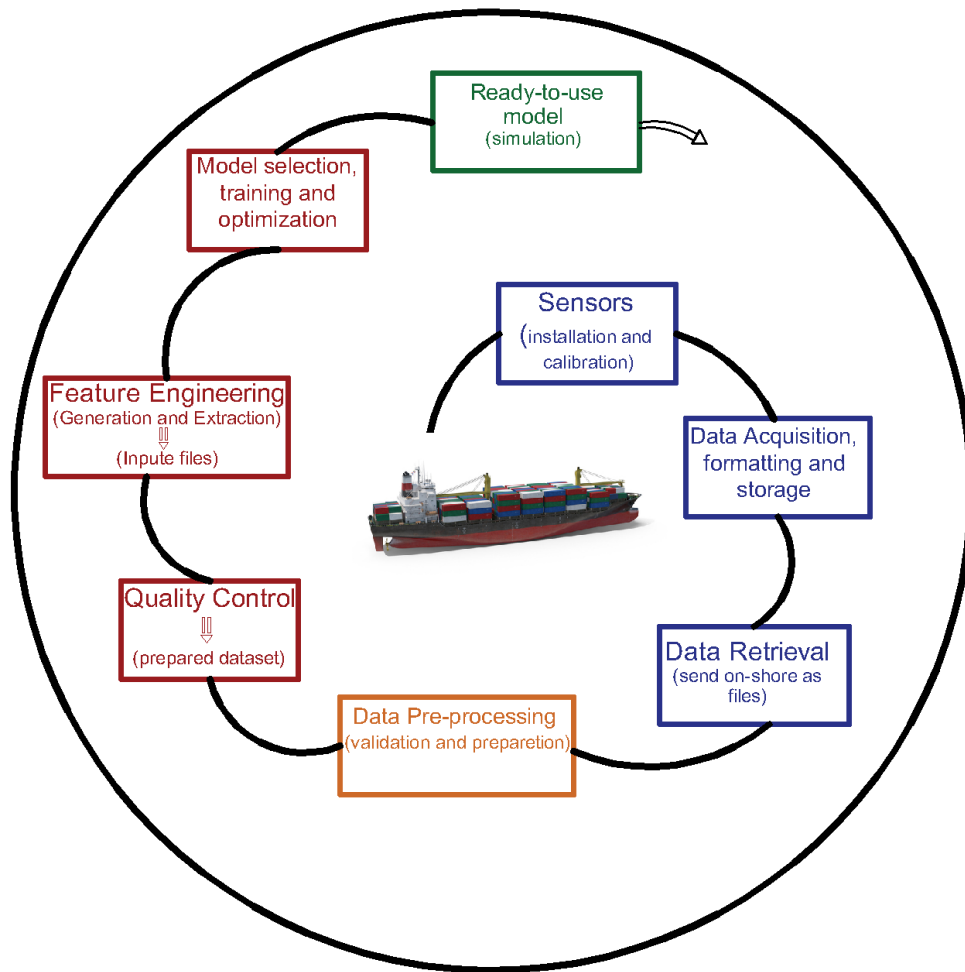 Ready-to-use
model
(simulation)
Model selection,
training and
optimization
Sensors
(installation and
calibration)
Feature Engineering
(Generation and Extraction)
(Inpute files)
Data Acquisition,
formatting and
storage
Quality Control
(prepared dataset)
Data Retrieval
(send on-shore as
files)
Data Pre-processing
(validation and preparetion)